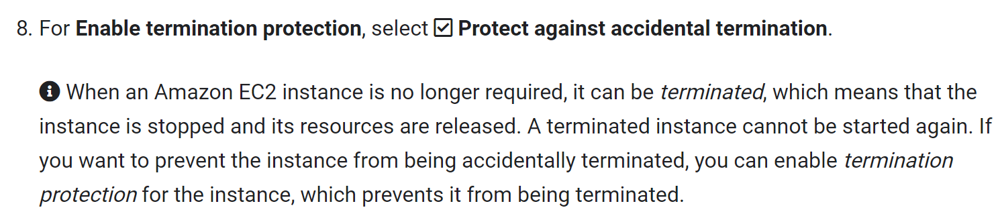 8. For Enable termination protection, select ☑ Protect against accidental termination.
When an Amazon EC2 instance is no longer required, it can be terminated, which means that the
instance is stopped and its resources are released. A terminated instance cannot be started again. If
you want to prevent the instance from being accidentally terminated, you can enable termination
protection for the instance, which prevents it from being terminated.